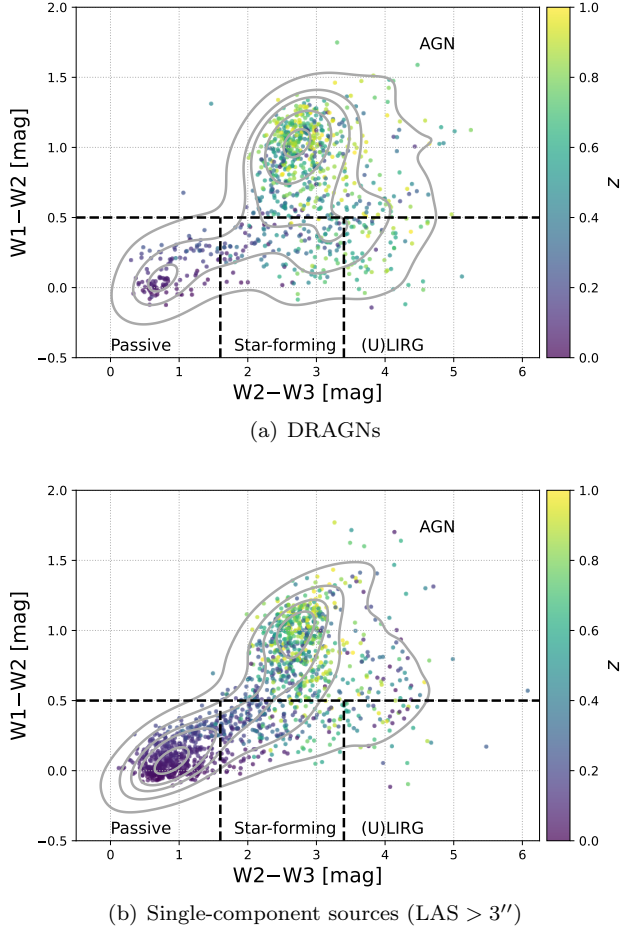 2.0
1.5
1.0
0.5
0.0
−0.5
W1−W2 [mag]
AGN
Passive
Star-forming
(U)LIRG
0 1 2 3 4 5 6
W2−W3 [mag]
1.0
0.8
0.6
0.4
0.2
0.0
z
(a) DRAGNs
2.0
1.5
1.0
0.5
0.0
−0.5
W1−W2 [mag]
AGN
Passive
Star-forming
(U)LIRG
0 1 2 3 4 5 6
W2−W3 [mag]
1.0
0.8
0.6
0.4
0.2
0.0
z
(b) Single-component sources (LAS > 3′′)